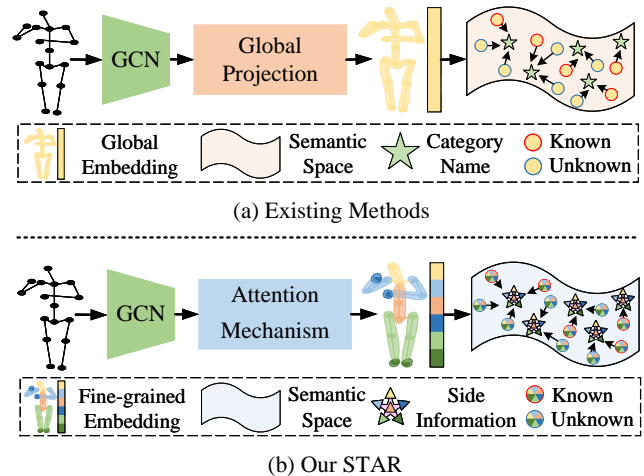 GCN
Global
Projection
Global
Embedding
Semantic
Space
Category
Name
Known
Unknown
(a) Existing Methods
GCN
Attention
Mechanism
Fine-grained
Embedding
Semantic
Space
Side
Information
Known
Unknown
(b) Our STAR